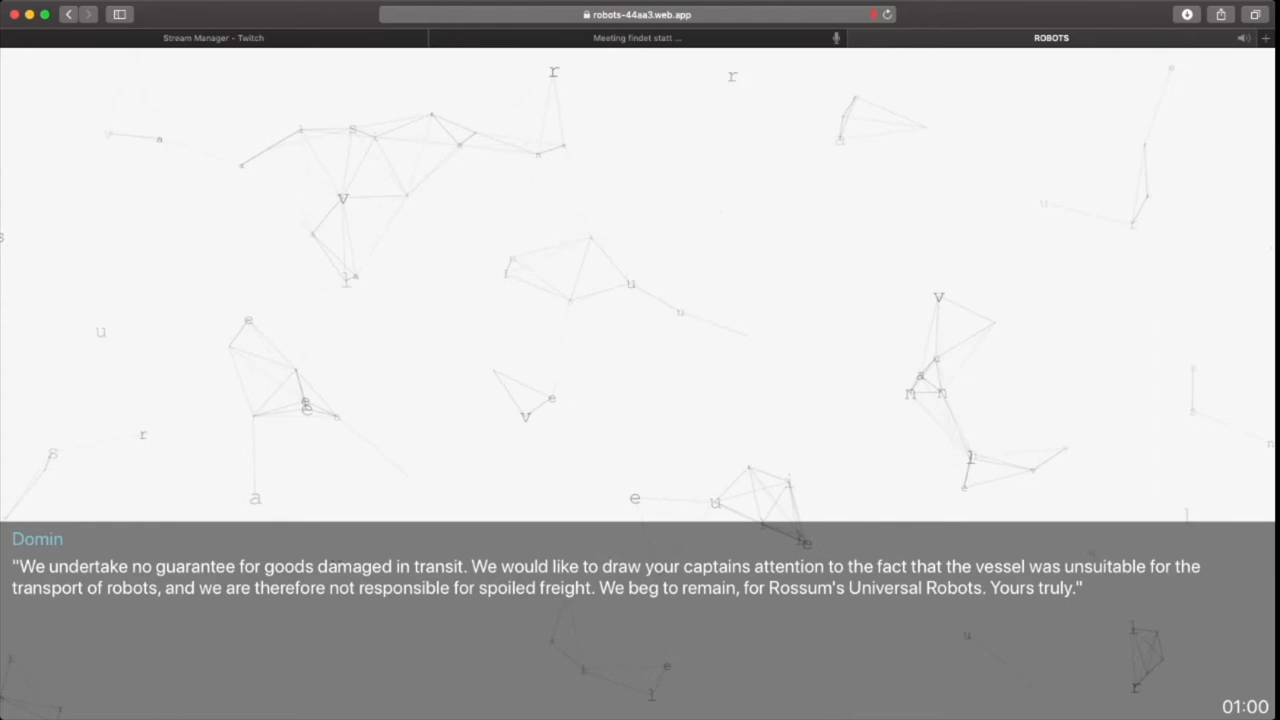 robots-44aa3.web.app
Stream Manager - Twitch
Meeting findet statt ...
ROBOTS
r
r
a
s
v
l
u
u
u
e
v
e
v
a
n
r
s
a
e
u
i
e
l
Domin
"We undertake no guarantee for goods damaged in transit. We would like to draw your captains attention to the fact that the vessel was unsuitable for the
transport of robots, and we are therefore not responsible for spoiled freight. We beg to remain, for Rossum's Universal Robots. Yours truly."
u
l
e
l
r
01:00